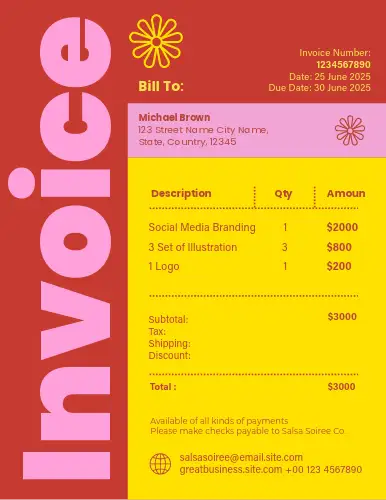 Invoice
Invoice Number:
1234567890
Date: 25 June 2025
Due Date: 30 June 2025
Bill To:
Michael Brown
123 Street Name City Name,
State, Country, 12345
Description Qty Amoun
Social Media Branding 1 $2000
3 Set of Illustration 3 $800
1 Logo 1 $200
Subtotal: $3000
Tax:
Shipping:
Discount:
Total : $3000
Available of all kinds of payments
Please make checks payable to Salsa Soiree Co.
salsasoiree@email.site.com
greatbusiness.site.com +00 123 4567890